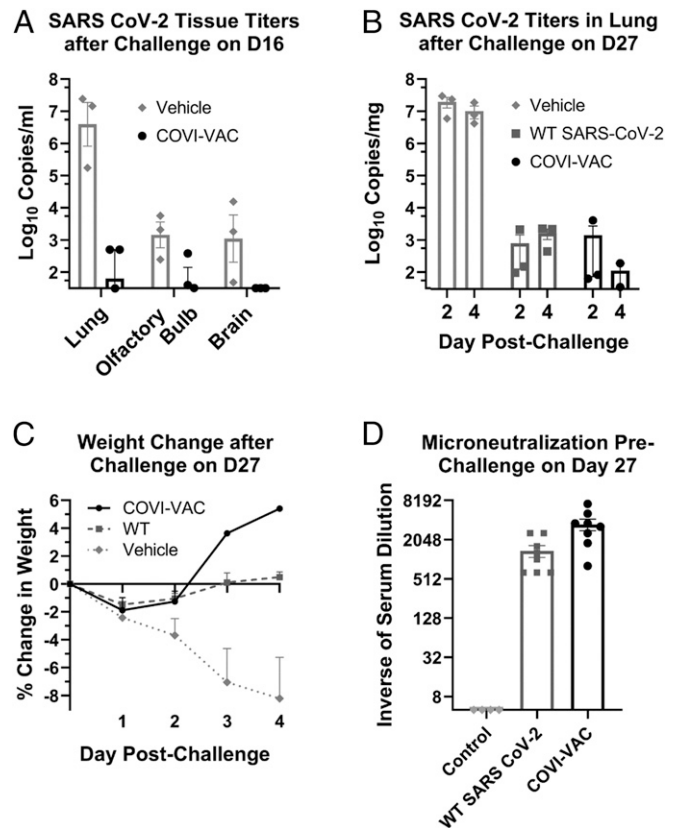 A
SARS CoV-2 Tissue Titers
after Challenge on D16
Log10 Copies/ml
8
7
6
5
4
3
2
Vehicle
COVI-VAC
Lung
Olfactory
Bulb
Brain
B
SARS CoV-2 Titers in Lung
after Challenge on D27
Log10 Copies/mg
8
7
6
5
4
3
2
Vehicle
WT SARS-CoV-2
COVI-VAC
2 4 2 4 2 4
Day Post-Challenge
C
Weight Change after
Challenge on D27
% Change in Weight
6
4
2
0
-2
-4
-6
-8
COVI-VAC
WT
Vehicle
1 2 3 4
Day Post-Challenge
D
Microneutralization Pre-
Challenge on Day 27
Inverse of Serum Dilution
8192
2048
512
128
32
8
Control
WT SARS CoV-2
COVI-VAC